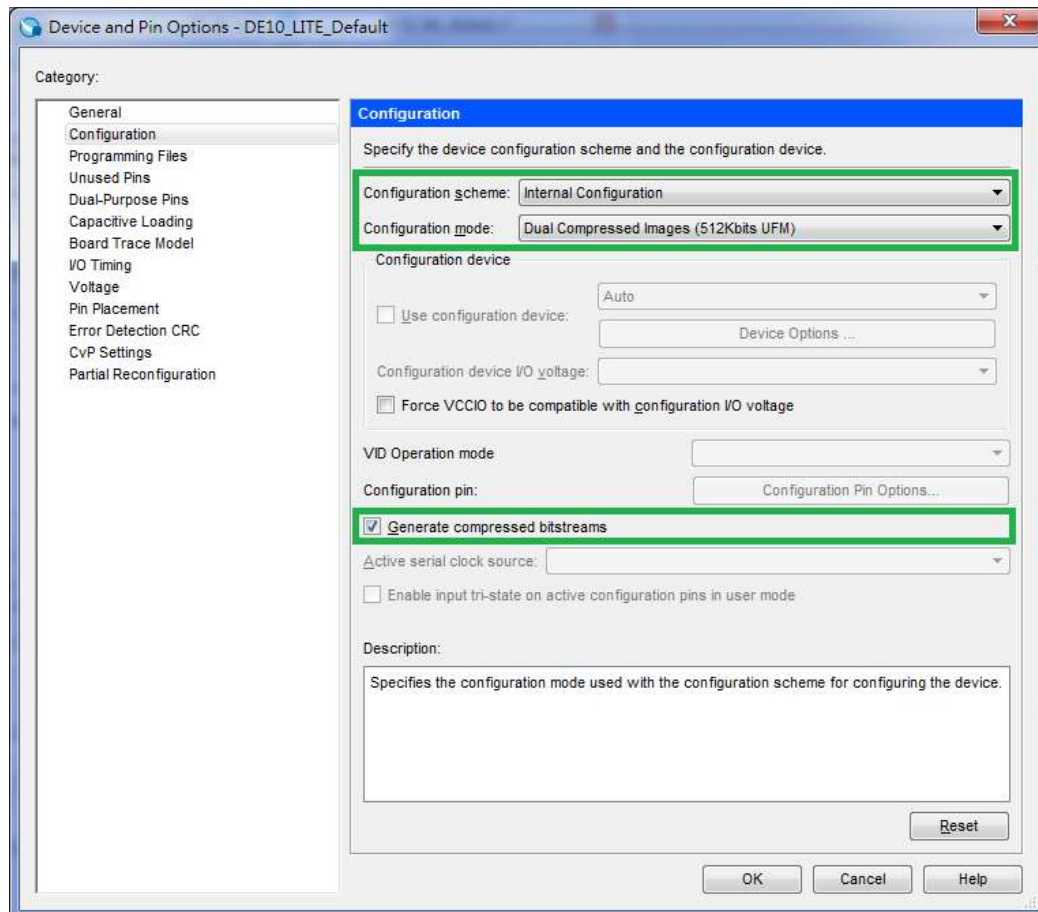 Device and Pin Options - DE10_LITE_Default
Category:
General
Configuration
Programming Files
Unused Pins
Dual-Purpose Pins
Capacitive Loading
Board Trace Model
I/O Timing
Voltage
Pin Placement
Error Detection CRC
CvP Settings
Partial Reconfiguration
Configuration
Specify the device configuration scheme and the configuration device.
Configuration scheme: Internal Configuration
Configuration mode: Dual Compressed Images (512Kbits UFM)
Configuration device
Auto
Use configuration device:
Device Options ...
Configuration device I/O voltage:
Force VCCIO to be compatible with configuration I/O voltage
VID Operation mode
Configuration pin: Configuration Pin Options...
Generate compressed bitstreams
Active serial clock source:
Enable input tri-state on active configuration pins in user mode
Description:
Specifies the configuration mode used with the configuration scheme for configuring the device.
Reset
OK Cancel Help